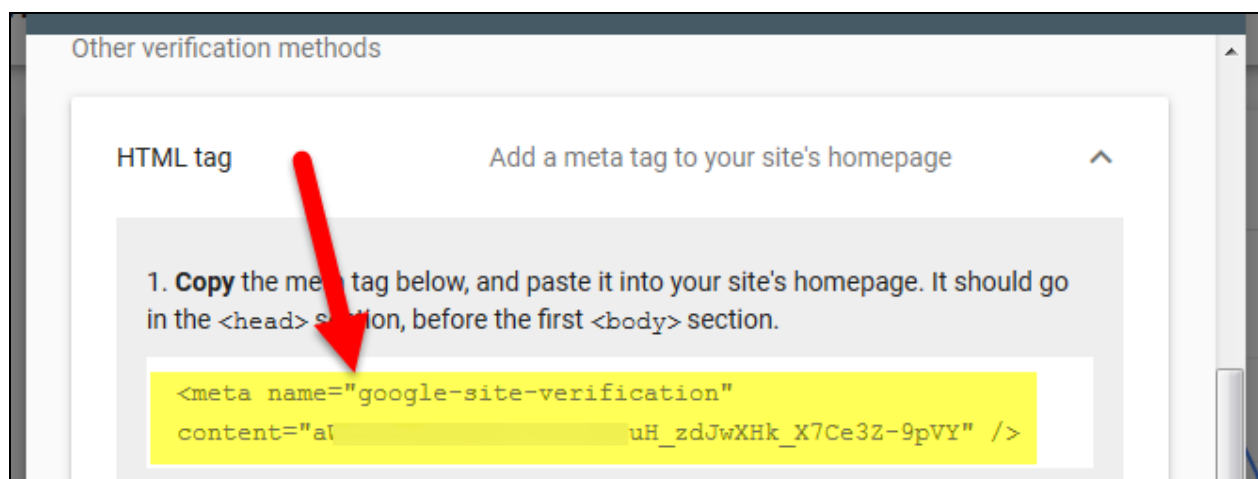 Other verification methods
HTML tag
Add a meta tag to your site's homepage
1. Copy the meta tag below, and paste it into your site's homepage. It should go
in the <head> section, before the first <body> section.
<meta name="google-site-verification"
content="aW uH_zdJwXHk_X7Ce3Z-9pVY" />